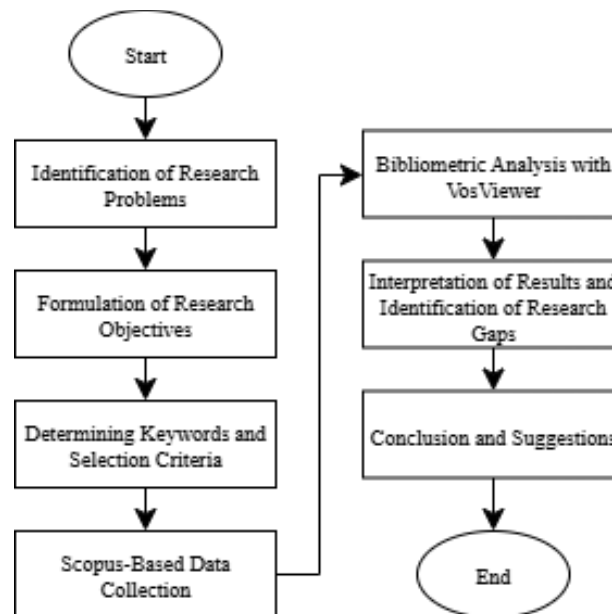 Start
Identification of Research
Problems
Formulation of Research
Objectives
Determining Keywords and
Selection Criteria
Scopus-Based Data
Collection
Bibliometric Analysis with
VosViewer
Interpretation of Results and
Identification of Research
Gaps
Conclusion and Suggestions
End